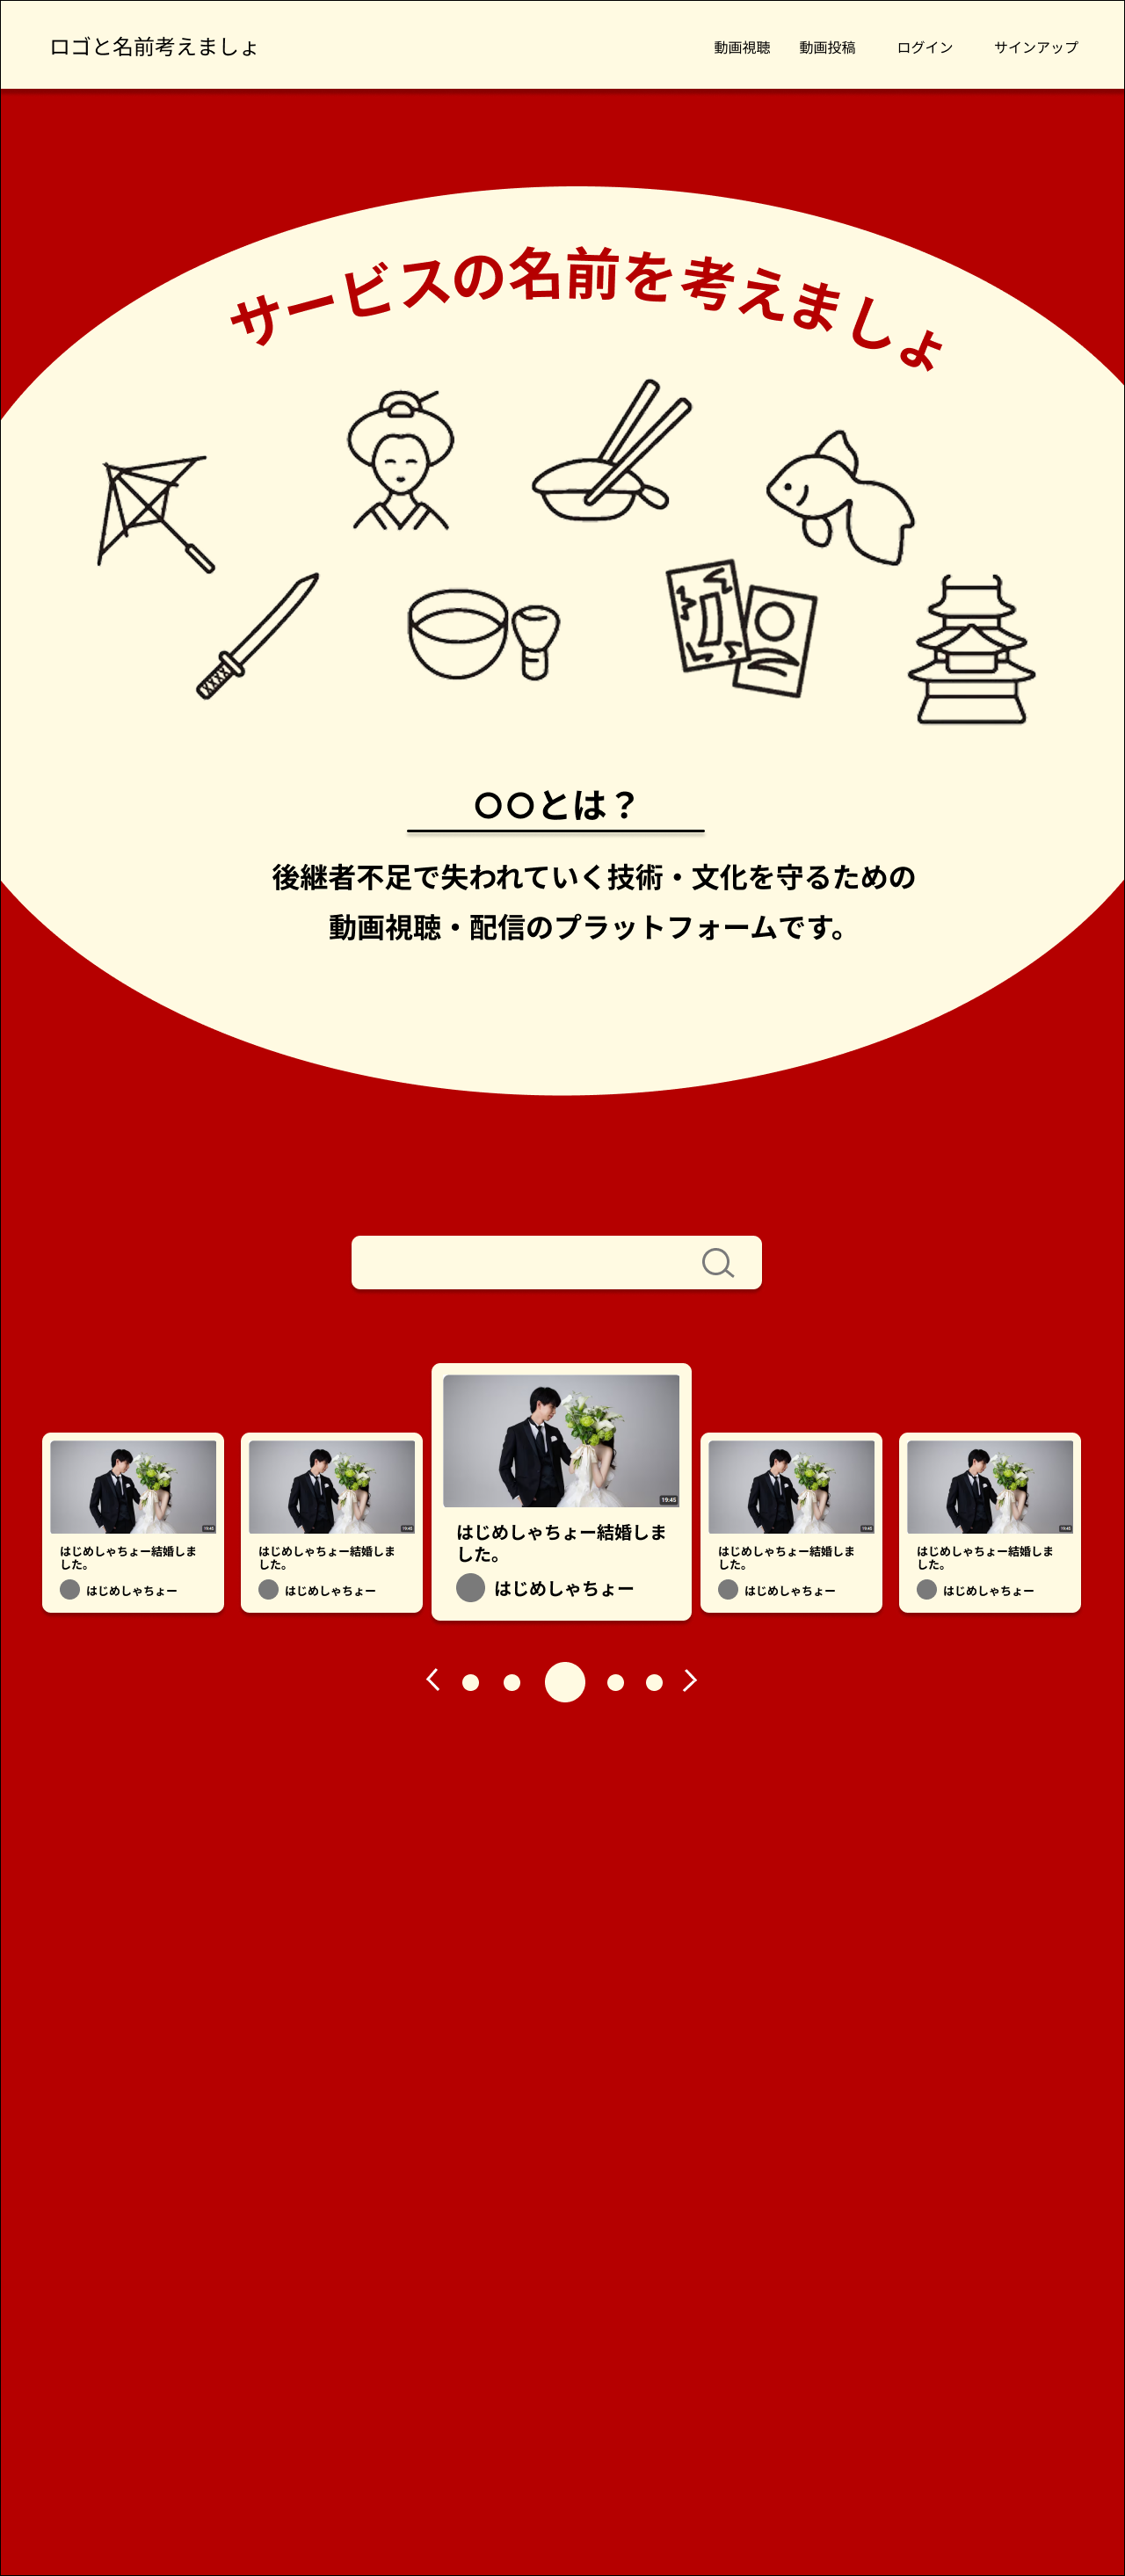 ロゴと名前考えましょ
動画視聴 動画投稿 ログイン サインアップ
サービスの名前を考えましょ
○○とは？
後継者不足で失われていく技術・文化を守るための
動画視聴・配信のプラットフォームです。
19:45
はじめしゃちょー結婚しま
した。
はじめしゃちょー
19:45
はじめしゃちょー結婚しま
した。
はじめしゃちょー
19:45
はじめしゃちょー結婚しま
した。
はじめしゃちょー
19:45
はじめしゃちょー結婚しま
した。
はじめしゃちょー
19:45
はじめしゃちょー結婚しま
した。
はじめしゃちょー